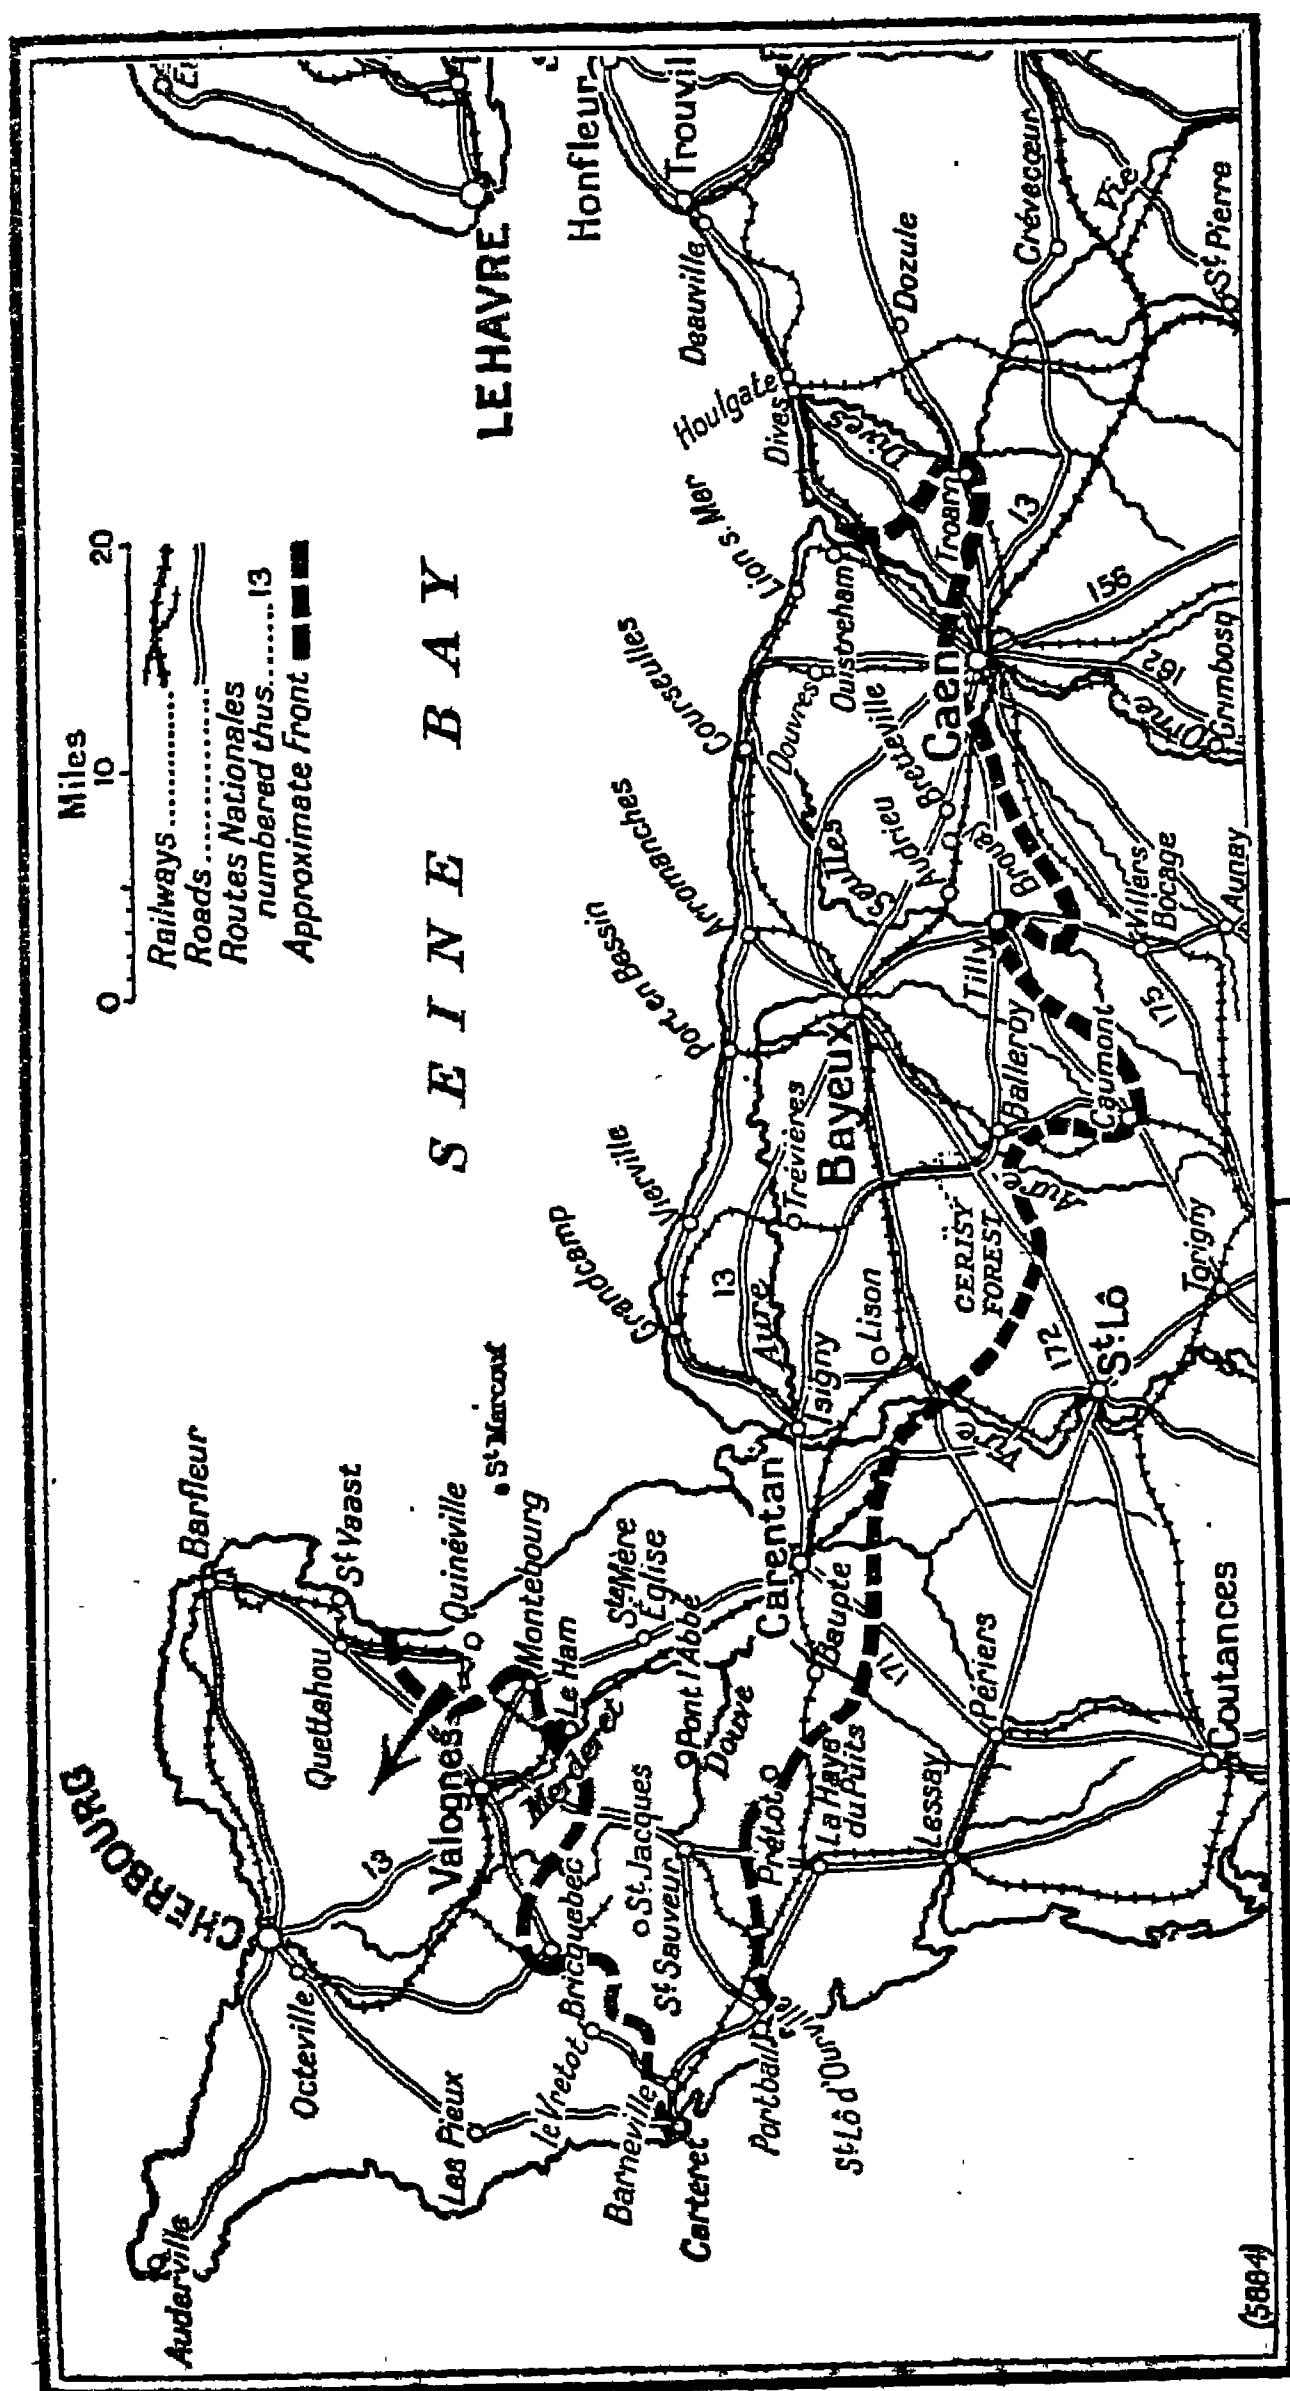 Miles
0 10 20
Railways
Roads
Routes Nationales
numbered thus 13
Approximate Front
SEINE BAY
LE HAVRE
Honfleur
Trouvil
Deauville
Houlgate
Dives
Dives
Dozule
Crévecœur
Vie
St Pierre
Lion s. Mer
Ouistreham
Troarn
13
Courseulles
Douvres
Bretteville
Caen
158
162
Orne
Grimbosq
Arromanches
Seulles
Audrieu
Brouay
Villers
Bocage
Aunay
Port en Bessin
Bayeux
Tilly
Balleroy
Caumont
175
Vierville
Trévières
Grandcamp
13
Aure
Isigny
Lison
CERISY
FOREST
Aure
172
St. Lô
Torigny
Vire
St Marcouf
Barfleur
St Vaast
Quettehou
Quinéville
Montebourg
Le Ham
Ste Mère
Eglise
Pont l'Abbé
Carentan
Baupte
171
Périers
Coutances
CHERBOURG
13
Valognes
Merderet
Douve
St Jacques
St Sauveur
Prétot
La Haye
du Puits
Lessay
Octeville
Bricquebec
le Vretot
Les Pieux
Barneville
Carteret
Portbail
St Lô d'Ourville
Auderville
(5884)